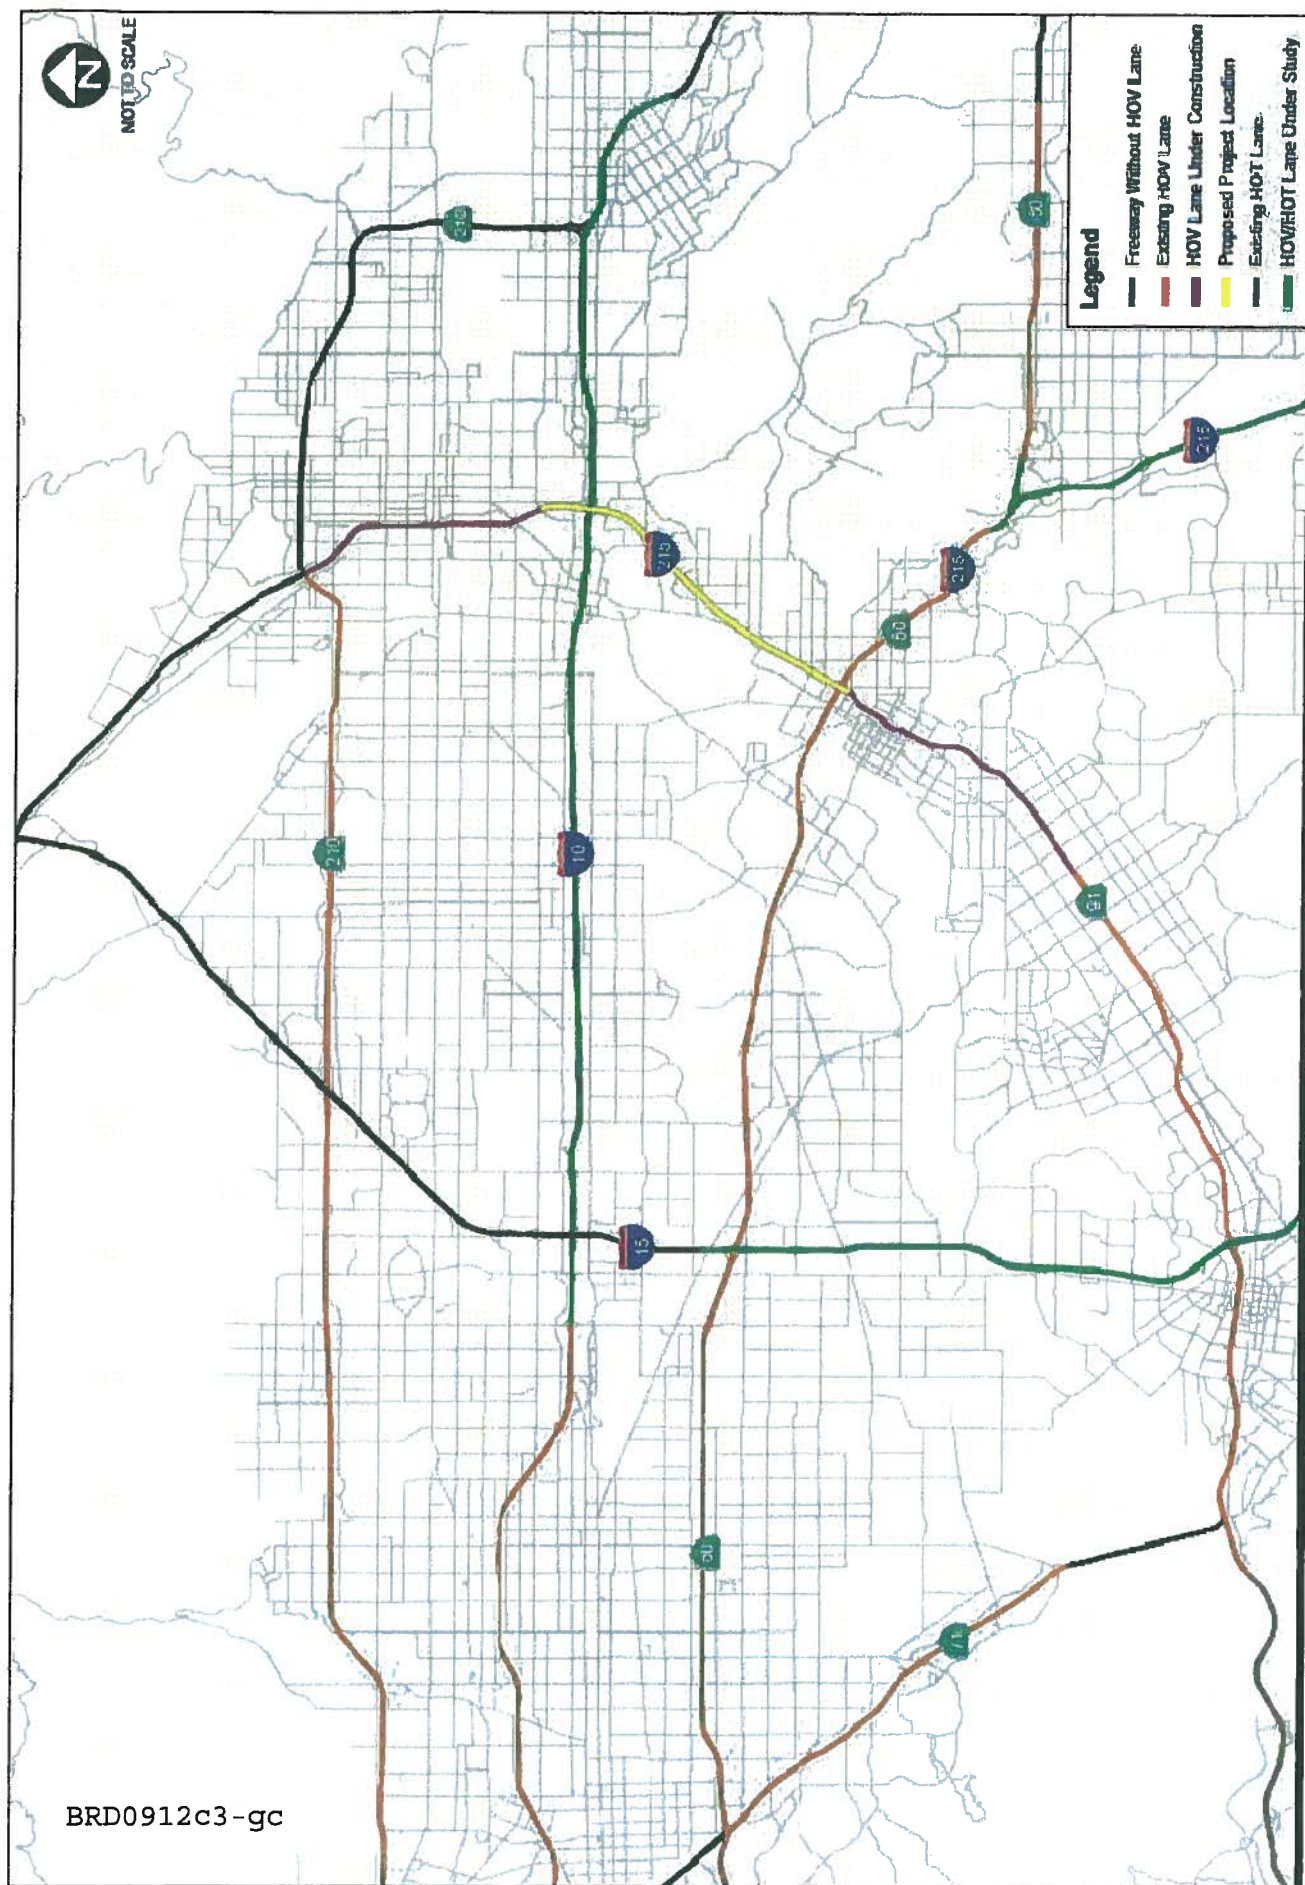 N
NOT TO SCALE
210
215
10
210
215
60
215
60
91
15
60
71
Legend
Freeway Without HOV Lane
Existing HOV Lane
HOV Lane Under Construction
Proposed Project Location
Existing HOT Lane
HOV/HOT Lane Under Study
BRD0912c3-gc